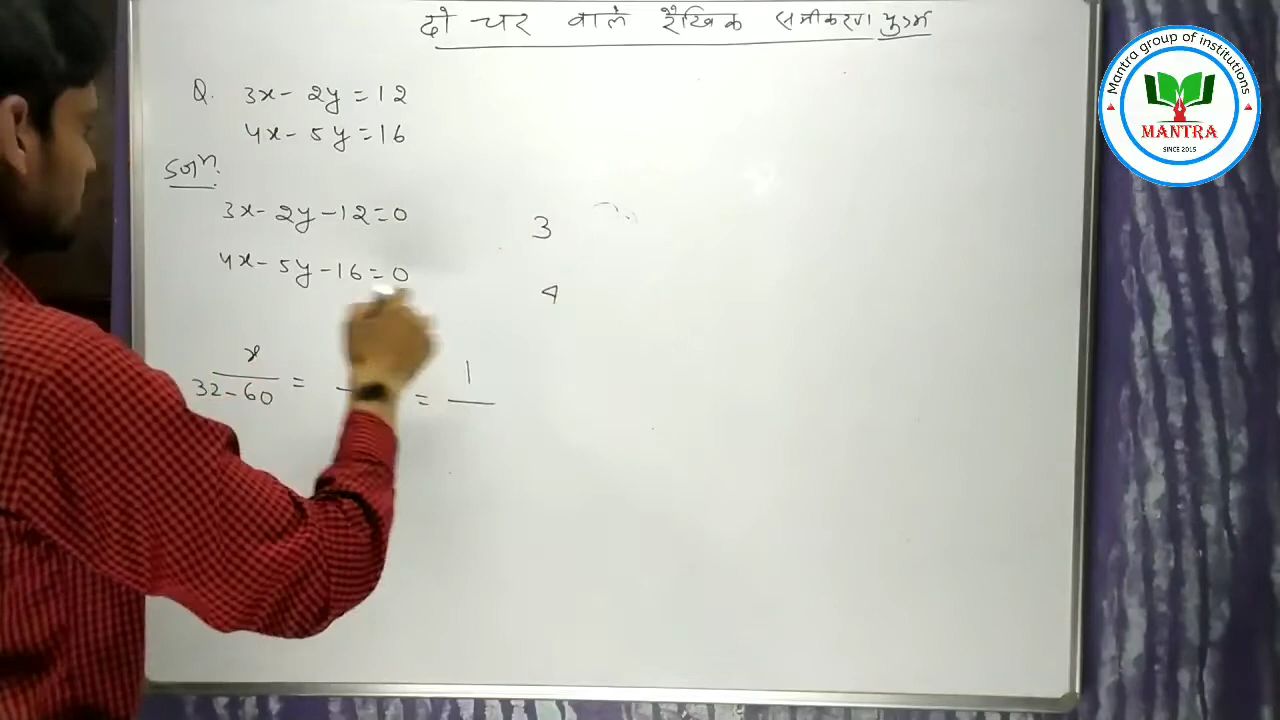 दो चर वाले रैखिक समीकरण युग्म
Q. 3x - 2y = 12
4x - 5y = 16
Solⁿ.
3x - 2y - 12 = 0
4x - 5y - 16 = 0
3
4
x
32 - 60 =
=
1
Mantra group of institutions
MANTRA
SINCE 2015